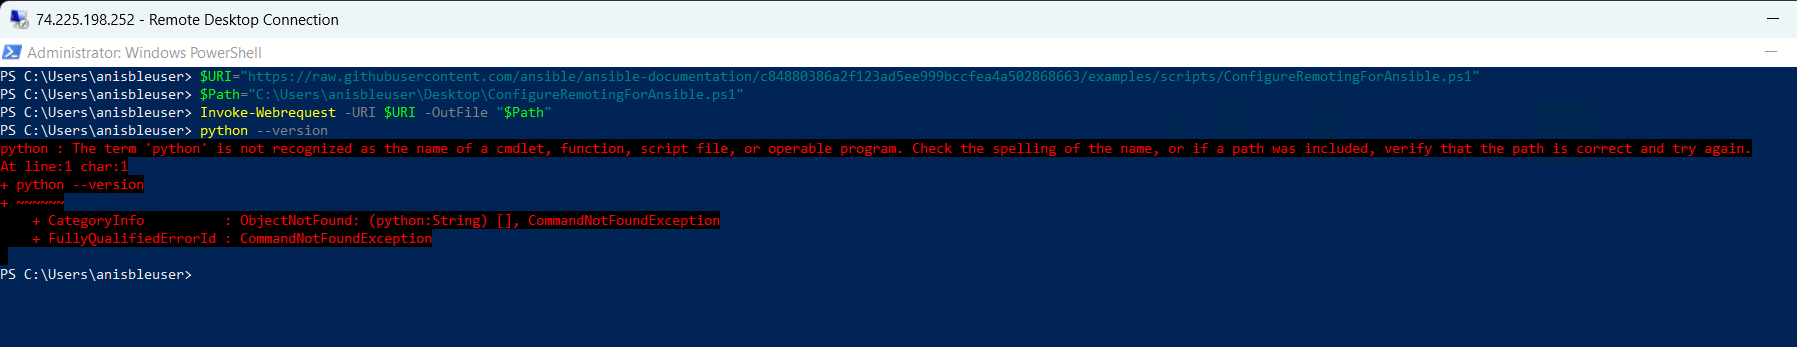 74.225.198.252 - Remote Desktop Connection
Administrator: Windows PowerShell
PS C:\Users\anisbleuser> $URI="https://raw.githubusercontent.com/ansible/ansible-documentation/c84880386a2f123ad5ee999bccfea4a502868663/examples/scripts/ConfigureRemotingForAnsible.ps1"
PS C:\Users\anisbleuser> $Path="C:\Users\anisbleuser\Desktop\ConfigureRemotingForAnsible.ps1"
PS C:\Users\anisbleuser> Invoke-Webrequest -URI $URI -OutFile "$Path"
PS C:\Users\anisbleuser> python --version
python : The term 'python' is not recognized as the name of a cmdlet, function, script file, or operable program. Check the spelling of the name, or if a path was included, verify that the path is correct and try again.
At line:1 char:1
+ python --version
+ ~~~~~~
    + CategoryInfo          : ObjectNotFound: (python:String) [], CommandNotFoundException
    + FullyQualifiedErrorId : CommandNotFoundException
PS C:\Users\anisbleuser>